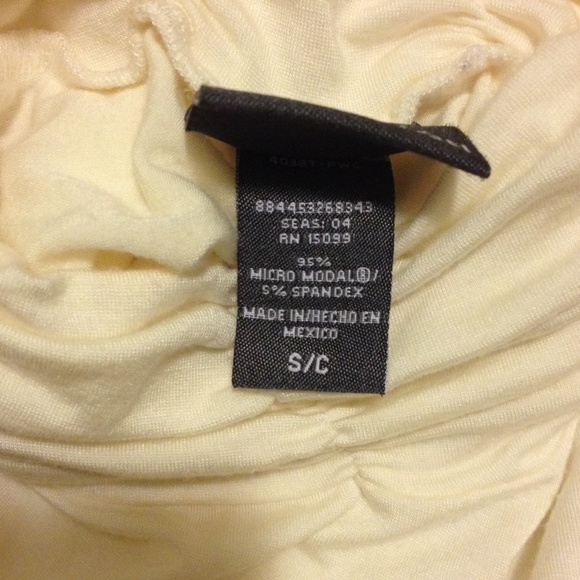 884453268343
SEAS: 04
RN 15099
95%
MICRO MODAL®/
5% SPANDEX
MADE IN/HECHO EN
MEXICO
S/C